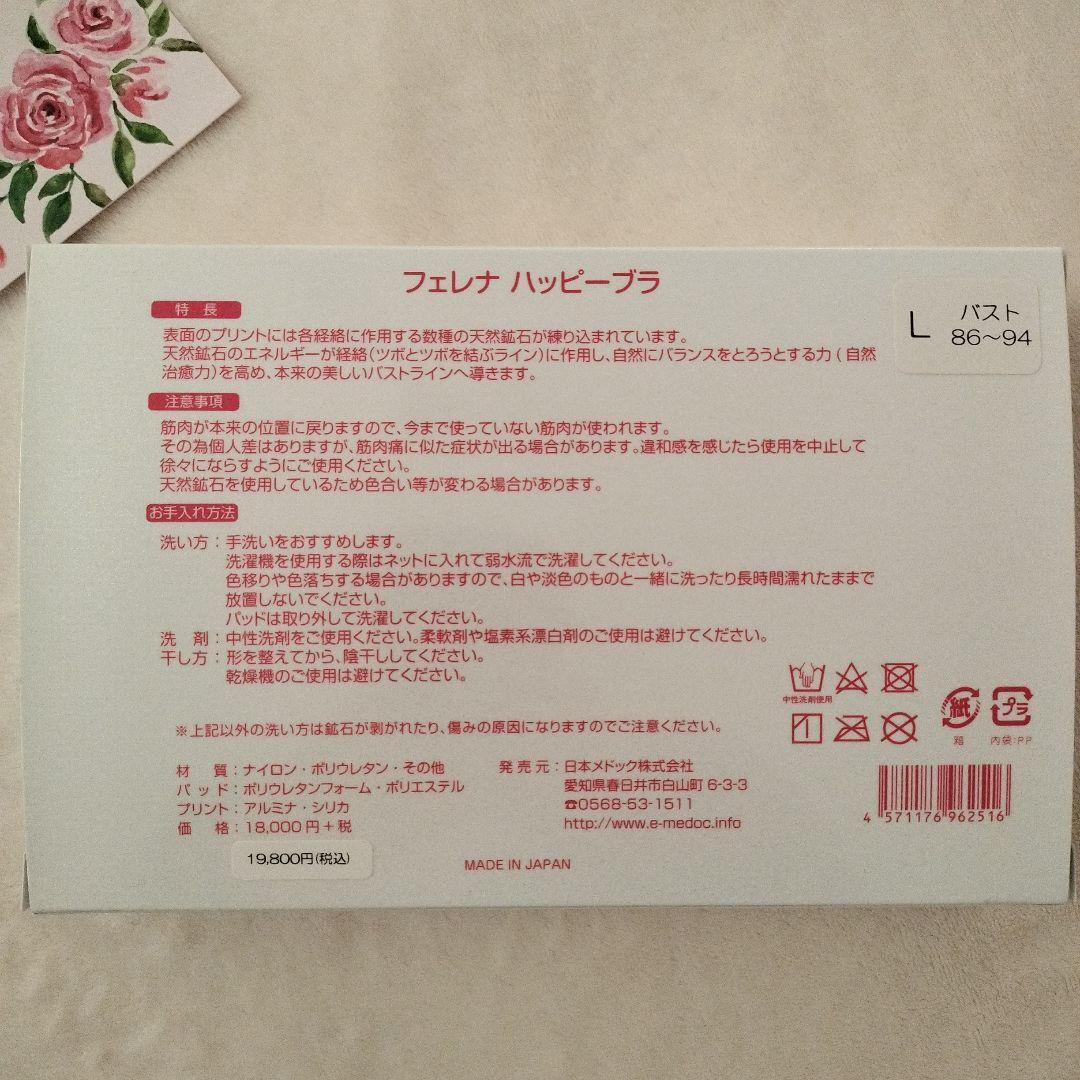 フェレナ ハッピーブラ
L バスト
86〜94
特 長
表面のプリントには各経絡に作用する数種の天然鉱石が練り込まれています。
天然鉱石のエネルギーが経絡(ツボとツボを結ぶライン)に作用し、自然にバランスをとろうとする力(自然
治癒力)を高め、本来の美しいバストラインへ導きます。
注意事項
筋肉が本来の位置に戻りますので、今まで使っていない筋肉が使われます。
その為個人差はありますが、筋肉痛に似た症状が出る場合があります。違和感を感じたら使用を中止して
徐々にならすようにご使用ください。
天然鉱石を使用しているため色合い等が変わる場合があります。
お手入れ方法
洗い方：手洗いをおすすめします。
洗濯機を使用する際はネットに入れて弱水流で洗濯してください。
色移りや色落ちする場合がありますので、白や淡色のものと一緒に洗ったり長時間濡れたままで
放置しないでください。
パッドは取り外して洗濯してください。
洗 剤：中性洗剤をご使用ください。柔軟剤や塩素系漂白剤のご使用は避けてください。
干し方：形を整えてから、陰干ししてください。
乾燥機のご使用は避けてください。
中性洗剤使用
紙
箱
プラ
内袋:PP
※上記以外の洗い方は鉱石が剥がれたり、傷みの原因になりますのでご注意ください。
材 質：ナイロン・ポリウレタン・その他
パッド：ポリウレタンフォーム・ポリエステル
プリント：アルミナ・シリカ
価 格：18,000円＋税
19,800円(税込)
発売元：日本メドック株式会社
愛知県春日井市白山町6-3-3
☎0568-53-1511
http://www.e-medoc.info
MADE IN JAPAN
4 571176 962516